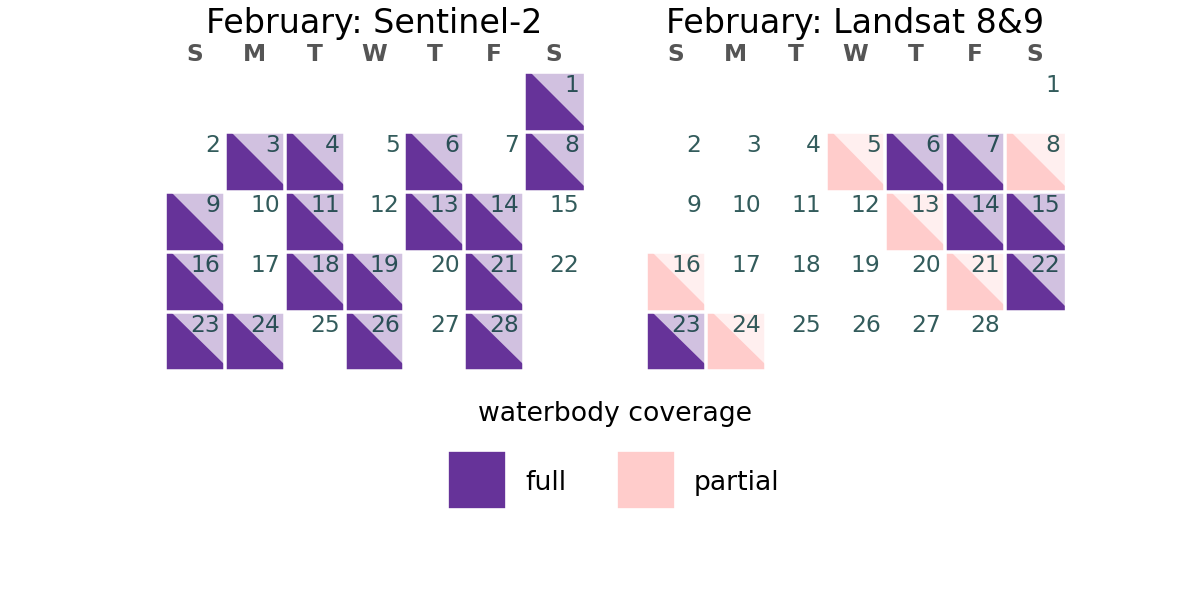 February: Sentinel-2
S M T W T F S
1
2 3 4 5 6 7 8
9 10 11 12 13 14 15
16 17 18 19 20 21 22
23 24 25 26 27 28
February: Landsat 8&9
S M T W T F S
1
2 3 4 5 6 7 8
9 10 11 12 13 14 15
16 17 18 19 20 21 22
23 24 25 26 27 28
waterbody coverage
full partial